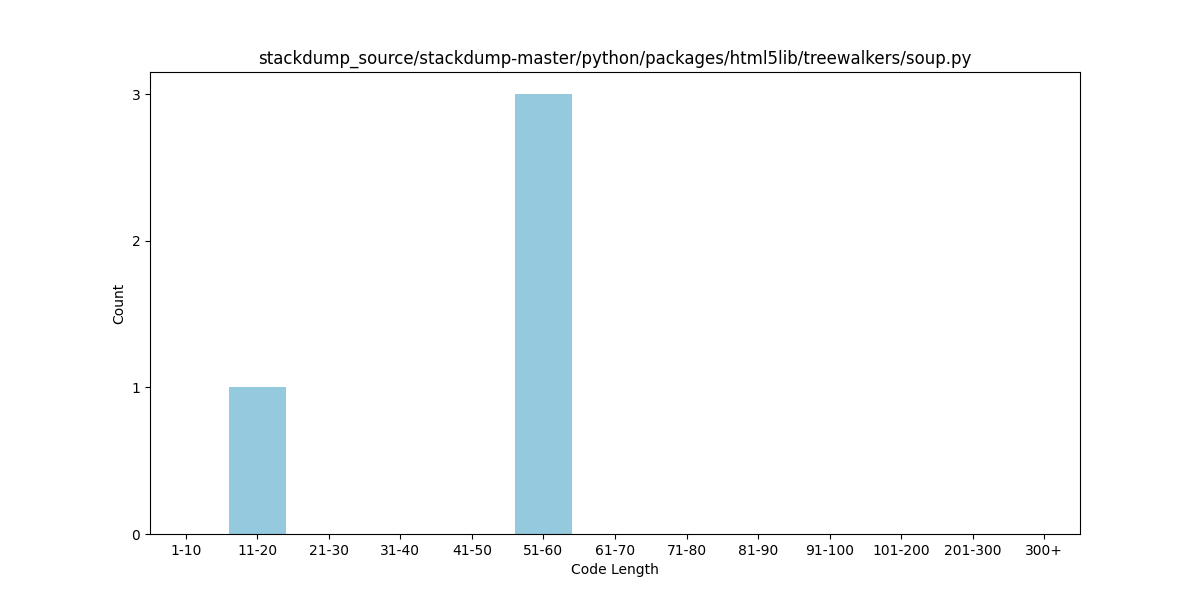 stackdump_source/stackdump-master/python/packages/html5lib/treewalkers/soup.py
3
2
1
0
Count
1-10 11-20 21-30 31-40 41-50 51-60 61-70 71-80 81-90 91-100 101-200 201-300 300+
Code Length